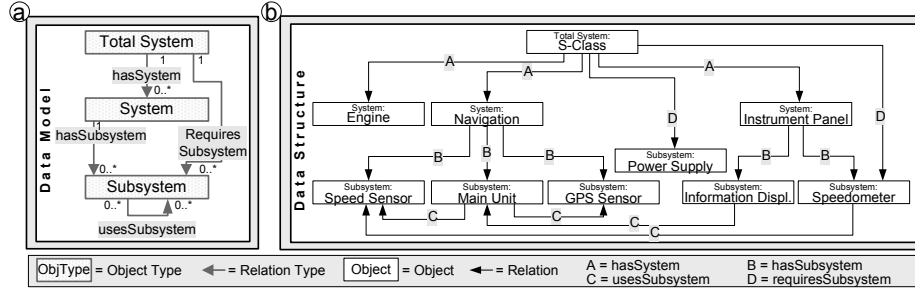 a
Data Model
Total System
1
1
hasSystem
0..*
System
1
hasSubsystem
Requires
Subsystem
0..*
0..*
Subsystem
0..*
0..*
usesSubsystem
b
Data Structure
Total System:
S-Class
A
A
A
System:
Engine
System:
Navigation
System:
Instrument Panel
D
D
B
B
B
B
B
Subsystem:
Power Supply
Subsystem:
Speed Sensor
Subsystem:
Main Unit
Subsystem:
GPS Sensor
Subsystem:
Information Displ.
Subsystem:
Speedometer
C
C
C
C
ObjType = Object Type
= Relation Type
Object = Object
= Relation
A = hasSystem
B = hasSubsystem
C = usesSubsystem
D = requiresSubsystem